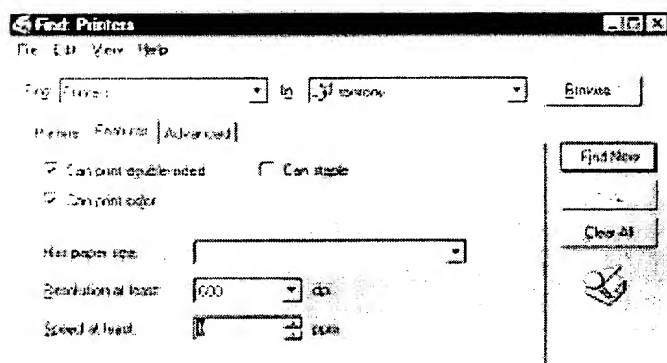 Find: Printers
File Edit View Help
Find: Printers In:
Browse
Printers Features Advanced
Can print double-sided Can staple
Can print color
Find Now
Clear All
Has paper size:
Resolution at least: 600 dpi
Speed at least: ppm